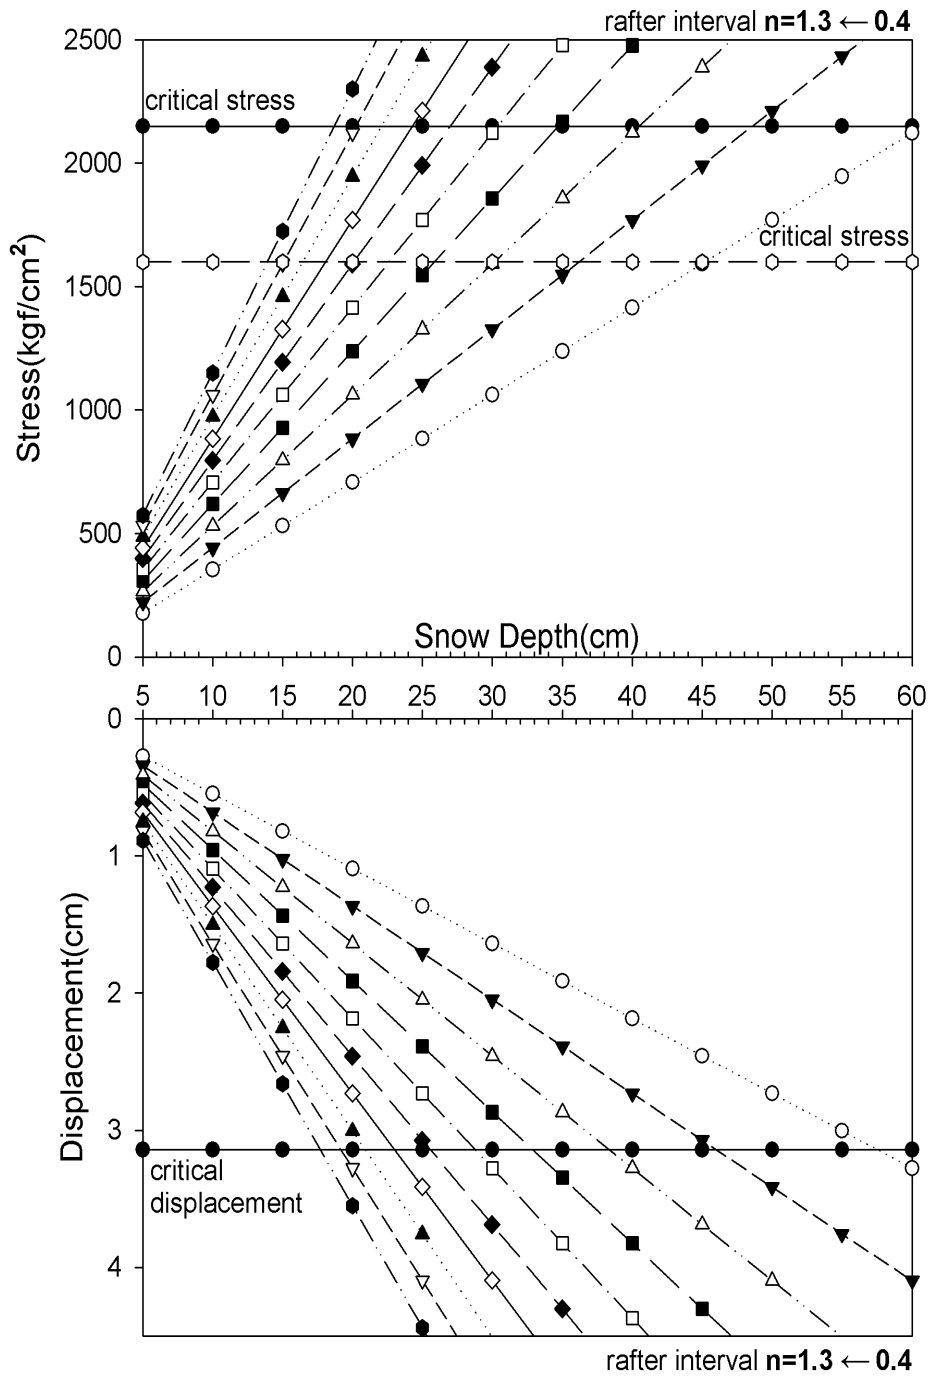 rafter interval n=1.3 ← 0.4
2500
critical stress
2000
critical stress
1500
Stress(kgf/cm²)
1000
500
0
Snow Depth(cm)
5 10 15 20 25 30 35 40 45 50 55 60
0
1
Displacement(cm)
2
3
critical
displacement
4
rafter interval n=1.3 ← 0.4